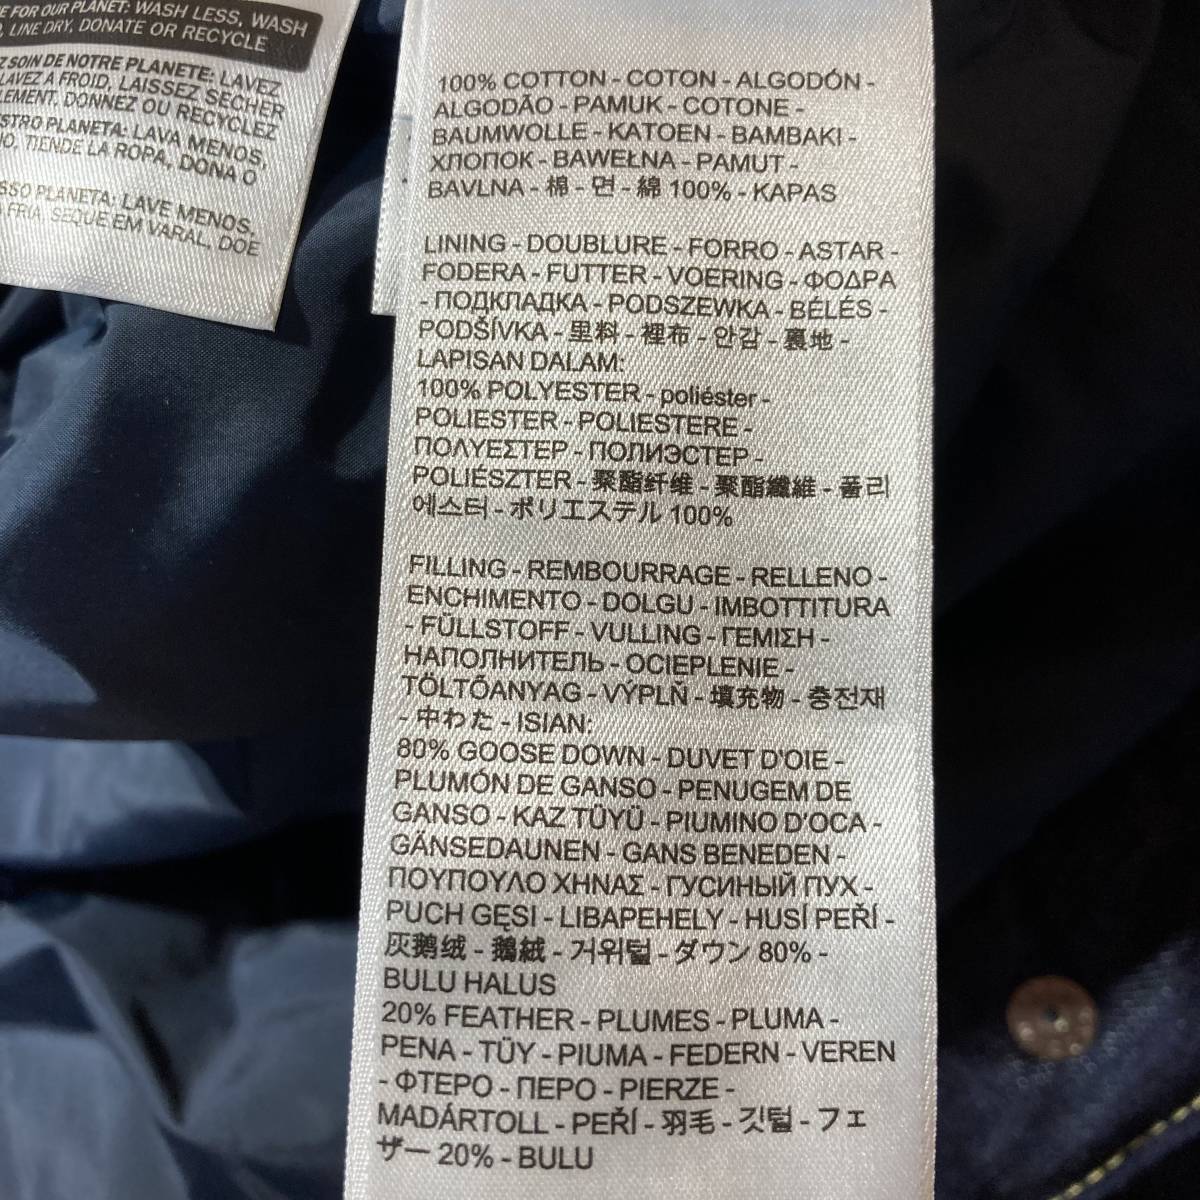 E FOR OUR PLANET: WASH LESS, WASH
LINE DRY, DONATE OR RECYCLE
SOIN DE NOTRE PLANETE: LAVEZ
LAVEZ A FROID, LAISSEZ SECHER
LEMENT. DONNEZ OU RECYCLEZ
STRO PLANETA: LAVA MENOS,
TIENDE LA ROPA, DONA O
SSO PLANETA: LAVE MENOS,
FRIA, SEQUE EM VARAL, DOE
100% COTTON - COTON - ALGODÓN -
ALGODÃO - PAMUK - COTONE -
BAUMWOLLE - KATOEN - BAMBAKI -
ХЛОПОК - BAWEŁNA - PAMUT -
BAVLNA - 棉 - 면 - 綿 100% - KAPAS
LINING - DOUBLURE - FORRO - ASTAR -
FODERA - FUTTER - VOERING - ΦΟΔΡΑ
- ПОДКЛАДКА - PODSZEWKA - BÉLÉS -
PODŠÍVKA - 里料 - 裡布 - 안감 - 裏地 -
LAPISAN DALAM:
100% POLYESTER - poliéster -
POLIESTER - POLIESTERE -
ΠΟΛΥΕΣΤΕΡ - ПОЛИЭСТЕР -
POLIÉSZTER - 聚酯纤维 - 聚酯纖維 - 폴리
에스터 - ポリエステル 100%
FILLING - REMBOURRAGE - RELLENO -
ENCHIMENTO - DOLGU - IMBOTTITURA
- FÜLLSTOFF - VULLING - ΓΕΜΙΣΗ -
НАПОЛНИТЕЛЬ - OCIEPLENIE -
TÖLTŐANYAG - VÝPLŇ - 填充物 - 충전재
- 中わた - ISIAN:
80% GOOSE DOWN - DUVET D'OIE -
PLUMÓN DE GANSO - PENUGEM DE
GANSO - KAZ TÜYÜ - PIUMINO D'OCA -
GÄNSEDAUNEN - GANS BENEDEN -
ΠΟΥΠΟΥΛΟ ΧΗΝΑΣ - ГУСИНЫЙ ПУХ -
PUCH GĘSI - LIBAPEHELY - HUSÍ PEŘÍ -
灰鹅绒 - 鵝絨 - 거위털 - ダウン 80% -
BULU HALUS
20% FEATHER - PLUMES - PLUMA -
PENA - TÜY - PIUMA - FEDERN - VEREN
- ΦΤΕΡΟ - ПЕРО - PIERZE -
MADÁRTOLL - PEŘÍ - 羽毛 - 깃털 - フェ
ザー 20% - BULU